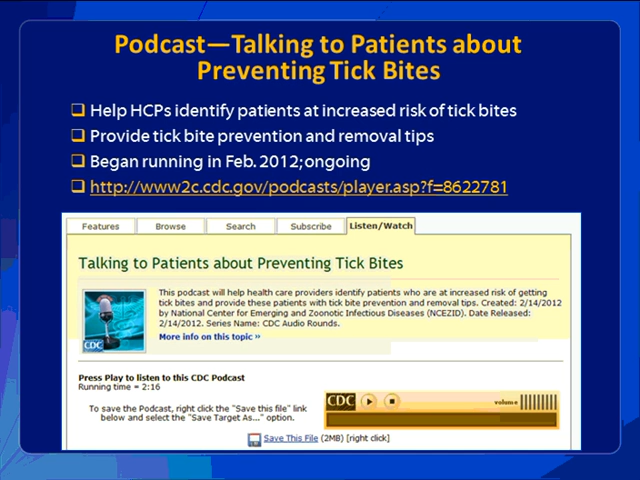 Podcast—Talking to Patients about
Preventing Tick Bites
Help HCPs identify patients at increased risk of tick bites
Provide tick bite prevention and removal tips
Began running in Feb. 2012; ongoing
http://www2c.cdc.gov/podcasts/player.asp?f=8622781
Features Browse Search Subscribe Listen/Watch
Talking to Patients about Preventing Tick Bites
This podcast will help health care providers identify patients who are at increased risk of getting
tick bites and provide these patients with tick bite prevention and removal tips. Created: 2/14/2012
by National Center for Emerging and Zoonotic Infectious Diseases (NCEZID). Date Released:
2/14/2012. Series Name: CDC Audio Rounds.
More info on this topic »
CDC
Press Play to listen to this CDC Podcast
Running time = 2:16
To save the Podcast, right click the "Save this file" link
below and select the "Save Target As..." option.
CDC volume
Save This File (2MB) [right click]